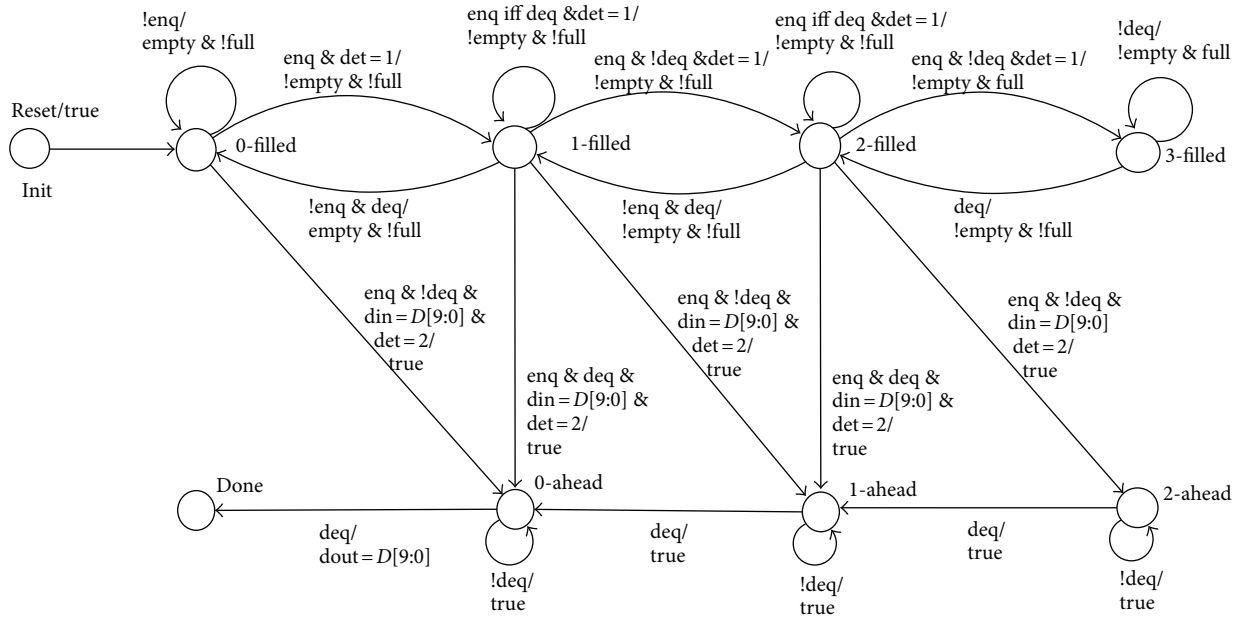 !enq/
empty & !full
enq & det = 1/
!empty & !full
enq iff deq &det = 1/
!empty & !full
enq & !deq &det = 1/
!empty & !full
enq iff deq &det = 1/
!empty & !full
enq & !deq &det = 1/
!empty & full
!deq/
!empty & full
Reset/true
Init
0-filled
1-filled
2-filled
3-filled
!enq & deq/
empty & !full
!enq & deq/
!empty & !full
deq/
!empty & !full
enq & !deq &
din = D[9:0] &
det = 2/
true
enq & deq &
din = D[9:0] &
det = 2/
true
enq & !deq &
din = D[9:0] &
det = 2/
true
enq & deq &
din = D[9:0] &
det = 2/
true
enq & !deq &
din = D[9:0]
det = 2/
true
Done
0-ahead
1-ahead
2-ahead
deq/
dout = D[9:0]
!deq/
true
deq/
true
!deq/
true
deq/
true
!deq/
true